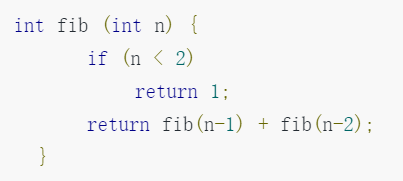 int fib (int n) {
if (n < 2)
return 1;
return fib(n-1) + fib(n-2);
}